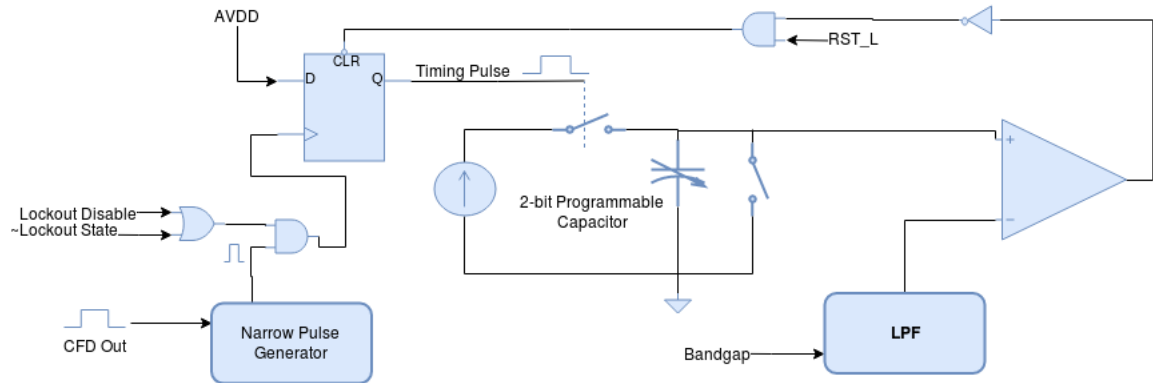 AVDD
RST_L
CLR
D
Q
Timing Pulse
+
2-bit Programmable
Capacitor
Lockout Disable
~Lockout State
−
Narrow Pulse
Generator
LPF
CFD Out
Bandgap